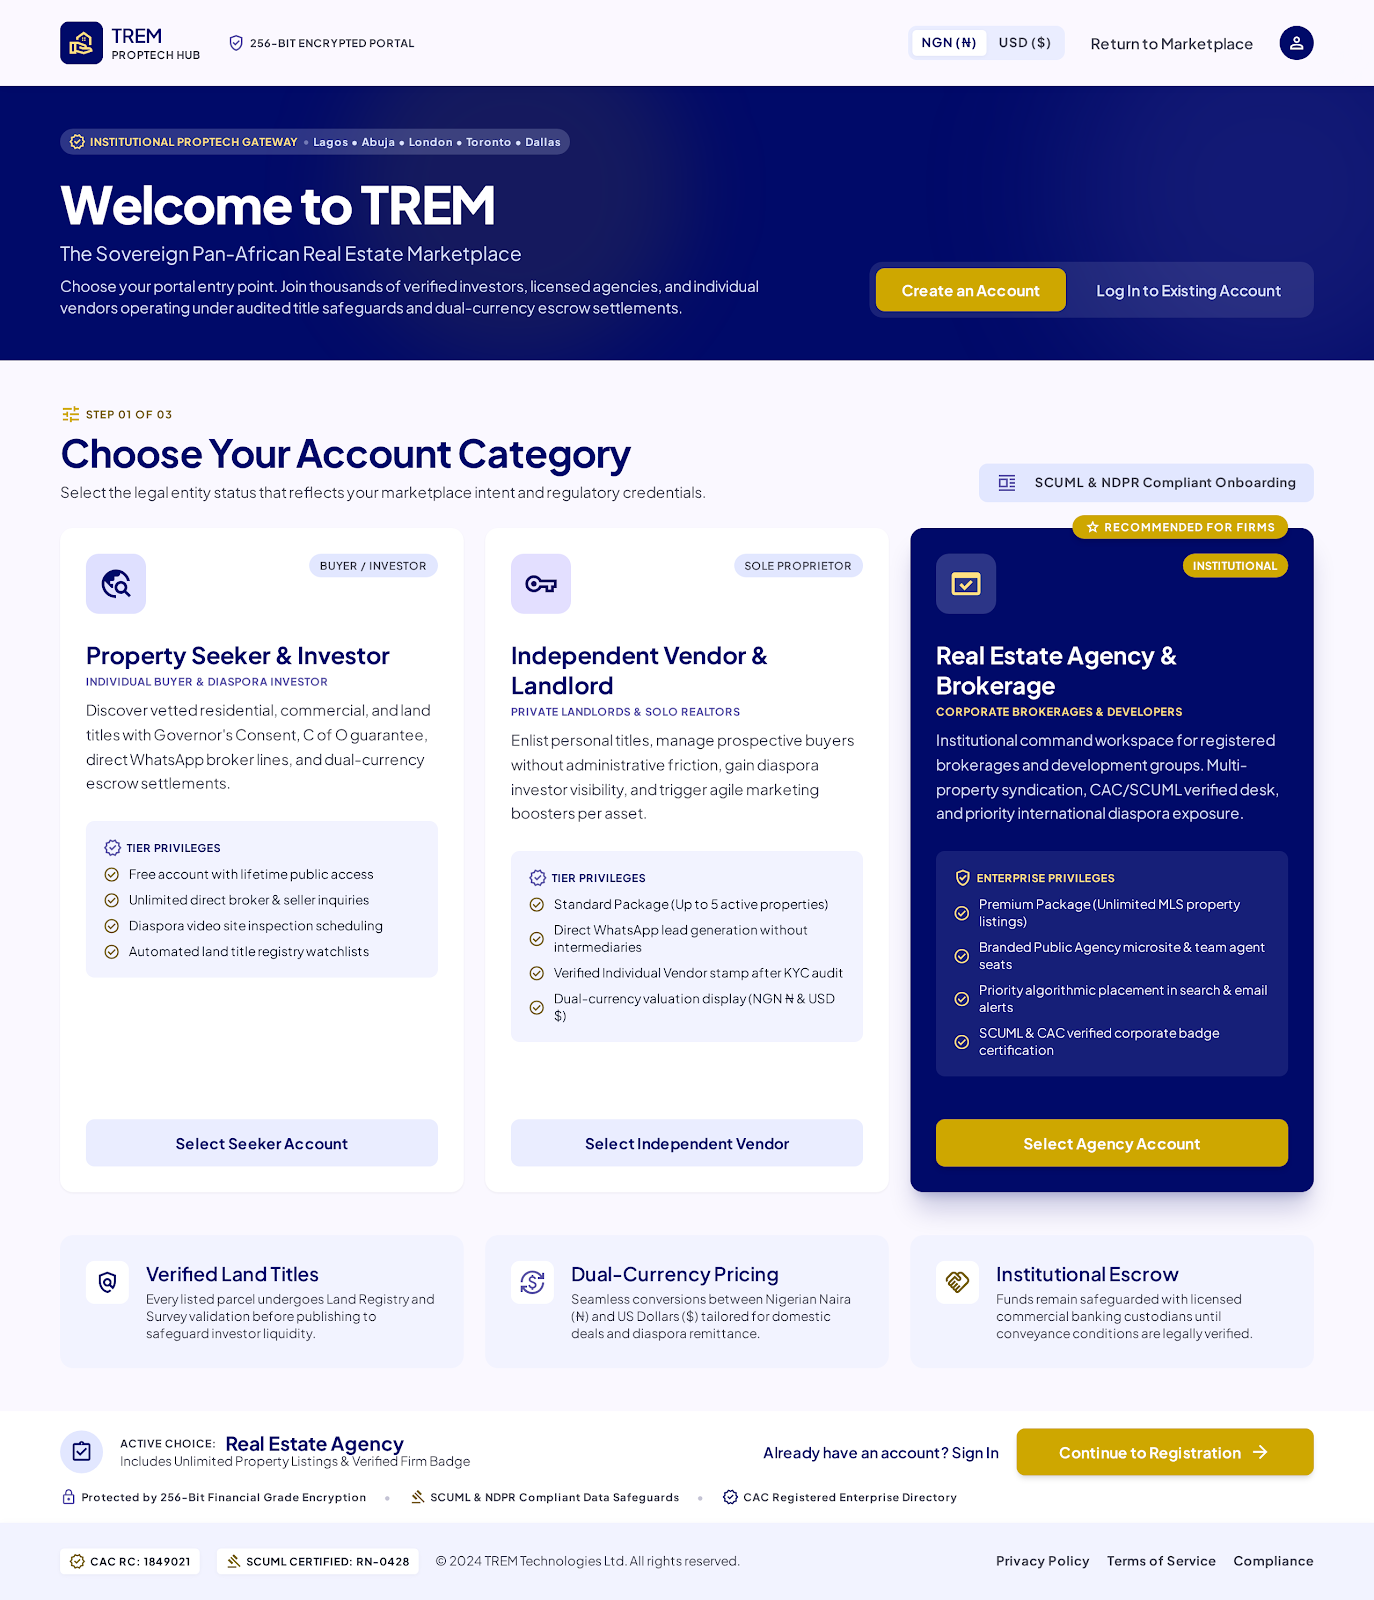 TREM
PROPTECH HUB
256-BIT ENCRYPTED PORTAL
NGN (₦) USD ($)
Return to Marketplace
INSTITUTIONAL PROPTECH GATEWAY • Lagos • Abuja • London • Toronto • Dallas
Welcome to TREM
The Sovereign Pan-African Real Estate Marketplace
Choose your portal entry point. Join thousands of verified investors, licensed agencies, and individual
vendors operating under audited title safeguards and dual-currency escrow settlements.
Create an Account
Log In to Existing Account
STEP 01 OF 03
Choose Your Account Category
Select the legal entity status that reflects your marketplace intent and regulatory credentials.
SCUML & NDPR Compliant Onboarding
BUYER / INVESTOR
Property Seeker & Investor
INDIVIDUAL BUYER & DIASPORA INVESTOR
Discover vetted residential, commercial, and land
titles with Governor's Consent, C of O guarantee,
direct WhatsApp broker lines, and dual-currency
escrow settlements.
TIER PRIVILEGES
Free account with lifetime public access
Unlimited direct broker & seller inquiries
Diaspora video site inspection scheduling
Automated land title registry watchlists
Select Seeker Account
SOLE PROPRIETOR
Independent Vendor &
Landlord
PRIVATE LANDLORDS & SOLO REALTORS
Enlist personal titles, manage prospective buyers
without administrative friction, gain diaspora
investor visibility, and trigger agile marketing
boosters per asset.
TIER PRIVILEGES
Standard Package (Up to 5 active properties)
Direct WhatsApp lead generation without
intermediaries
Verified Individual Vendor stamp after KYC audit
Dual-currency valuation display (NGN ₦ & USD
$)
Select Independent Vendor
RECOMMENDED FOR FIRMS
INSTITUTIONAL
Real Estate Agency &
Brokerage
CORPORATE BROKERAGES & DEVELOPERS
Institutional command workspace for registered
brokerages and development groups. Multi-
property syndication, CAC/SCUML verified desk,
and priority international diaspora exposure.
ENTERPRISE PRIVILEGES
Premium Package (Unlimited MLS property
listings)
Branded Public Agency microsite & team agent
seats
Priority algorithmic placement in search & email
alerts
SCUML & CAC verified corporate badge
certification
Select Agency Account
Verified Land Titles
Every listed parcel undergoes Land Registry and
Survey validation before publishing to
safeguard investor liquidity.
Dual-Currency Pricing
Seamless conversions between Nigerian Naira
(₦) and US Dollars ($) tailored for domestic
deals and diaspora remittance.
Institutional Escrow
Funds remain safeguarded with licensed
commercial banking custodians until
conveyance conditions are legally verified.
ACTIVE CHOICE: Real Estate Agency
Includes Unlimited Property Listings & Verified Firm Badge
Already have an account? Sign In
Continue to Registration →
Protected by 256-Bit Financial Grade Encryption • SCUML & NDPR Compliant Data Safeguards • CAC Registered Enterprise Directory
CAC RC: 1849021
SCUML CERTIFIED: RN-0428
© 2024 TREM Technologies Ltd. All rights reserved.
Privacy Policy Terms of Service Compliance